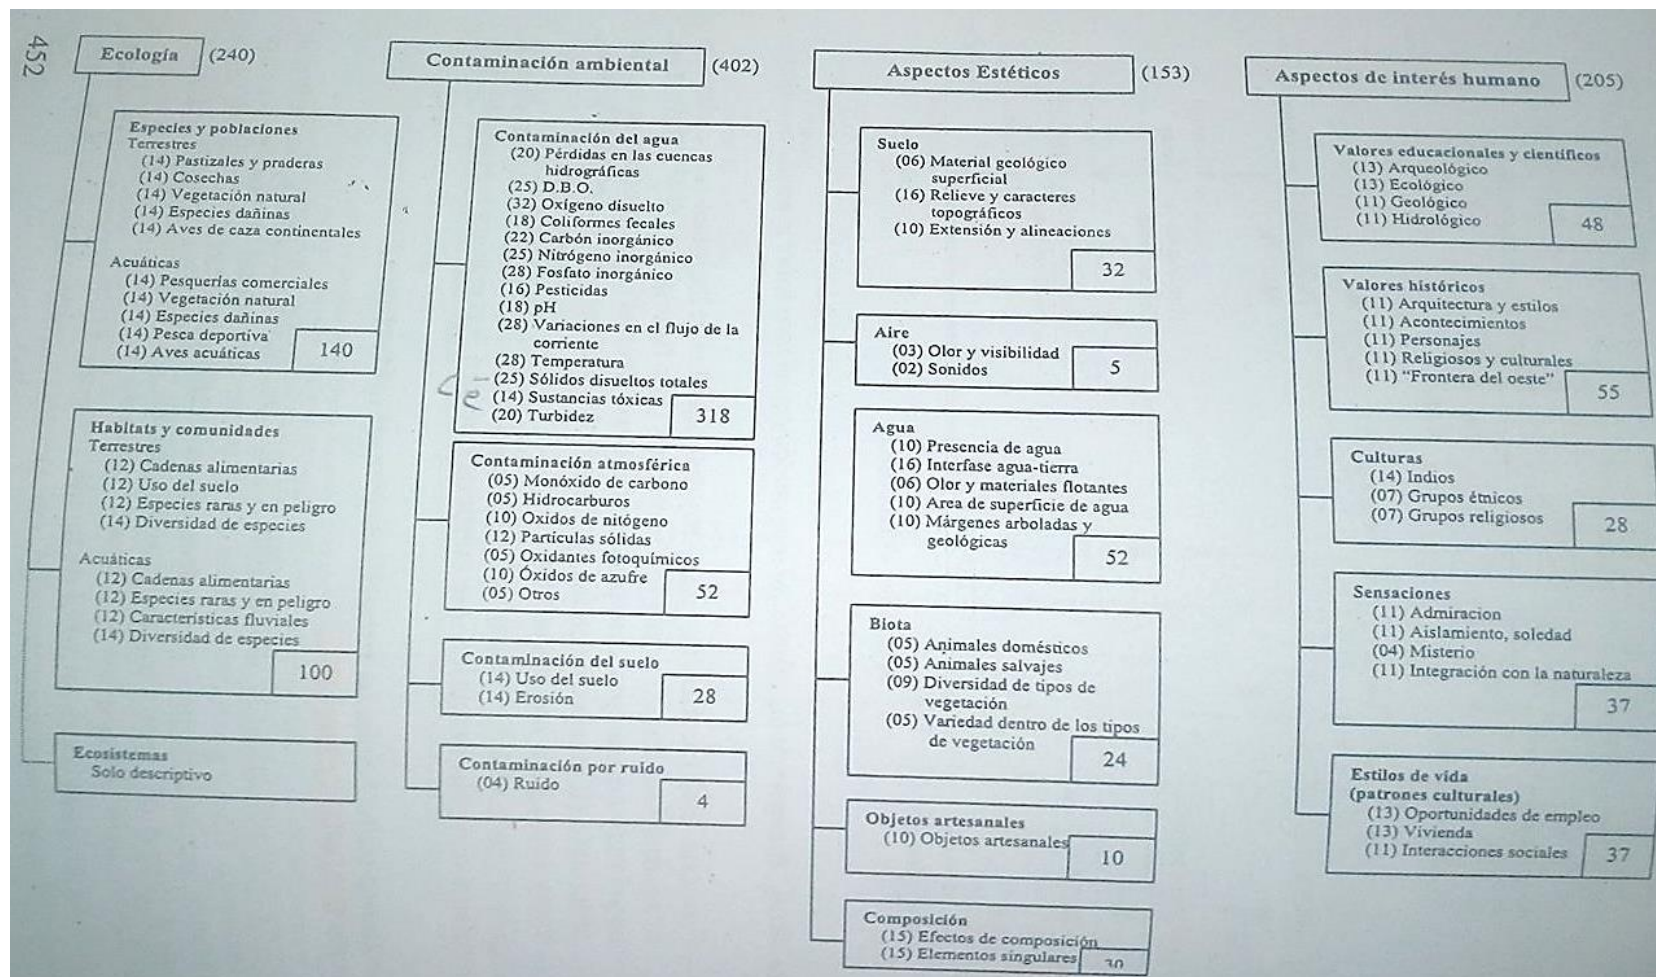 452
Ecología (240)
Especies y poblaciones
Terrestres
(14) Pastizales y praderas
(14) Cosechas
(14) Vegetación natural
(14) Especies dañinas
(14) Aves de caza continentales
Acuáticas
(14) Pesquerías comerciales
(14) Vegetación natural
(14) Especies dañinas
(14) Pesca deportiva
(14) Aves acuáticas
140
Habitats y comunidades
Terrestres
(12) Cadenas alimentarias
(12) Uso del suelo
(12) Especies raras y en peligro
(14) Diversidad de especies
Acuáticas
(12) Cadenas alimentarias
(12) Especies raras y en peligro
(12) Características fluviales
(14) Diversidad de especies
100
Ecosistemas
Solo descriptivo
Contaminación ambiental (402)
Contaminación del agua
(20) Pérdidas en las cuencas
hidrográficas
(25) D.B.O.
(32) Oxígeno disuelto
(18) Coliformes fecales
(22) Carbón inorgánico
(25) Nitrógeno inorgánico
(28) Fosfato inorgánico
(16) Pesticidas
(18) pH
(28) Variaciones en el flujo de la
corriente
(28) Temperatura
(25) Sólidos disueltos totales
(14) Sustancias tóxicas
(20) Turbidez
318
Contaminación atmosférica
(05) Monóxido de carbono
(05) Hidrocarburos
(10) Oxidos de nitógeno
(12) Partículas sólidas
(05) Oxidantes fotoquímicos
(10) Óxidos de azufre
(05) Otros
52
Contaminación del suelo
(14) Uso del suelo
(14) Erosión
28
Contaminación por ruido
(04) Ruido
4
Aspectos Estéticos (153)
Suelo
(06) Material geológico
superficial
(16) Relieve y caracteres
topográficos
(10) Extensión y alineaciones
32
Aire
(03) Olor y visibilidad
(02) Sonidos
5
Agua
(10) Presencia de agua
(16) Interfase agua-tierra
(06) Olor y materiales flotantes
(10) Area de superficie de agua
(10) Márgenes arboladas y
geológicas
52
Biota
(05) Animales domésticos
(05) Animales salvajes
(09) Diversidad de tipos de
vegetación
(05) Variedad dentro de los tipos
de vegetación
24
Objetos artesanales
(10) Objetos artesanales
10
Composición
(15) Efectos de composición
(15) Elementos singulares
Aspectos de interés humano (205)
Valores educacionales y científicos
(13) Arqueológico
(13) Ecológico
(11) Geológico
(11) Hidrológico
48
Valores históricos
(11) Arquitectura y estilos
(11) Acontecimientos
(11) Personajes
(11) Religiosos y culturales
(11) "Frontera del oeste"
55
Culturas
(14) Indios
(07) Grupos étnicos
(07) Grupos religiosos
28
Sensaciones
(11) Admiracion
(11) Aislamiento, soledad
(04) Misterio
(11) Integración con la naturaleza
37
Estilos de vida
(patrones culturales)
(13) Oportunidades de empleo
(13) Vivienda
(11) Interacciones sociales
37